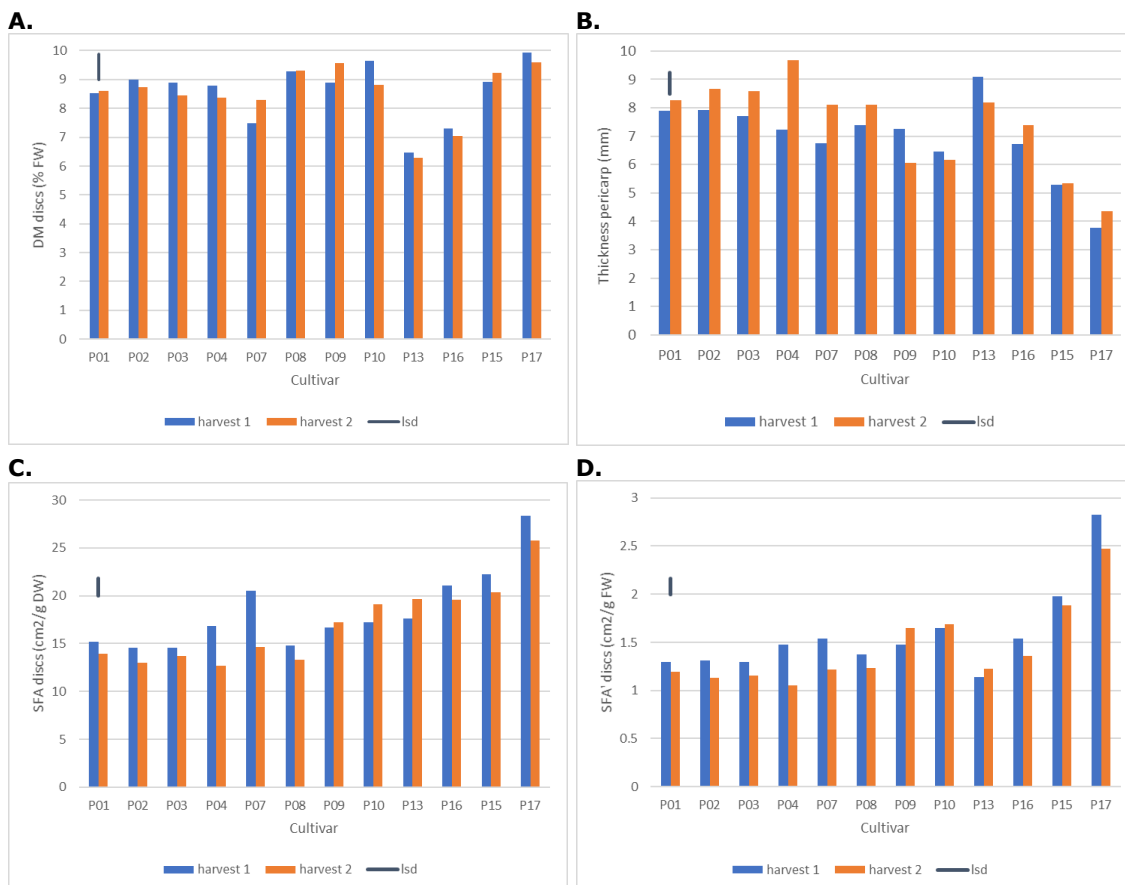 A.
10
9
8
7
6
5
4
3
2
1
0
DM discs (% FW)
P01 P02 P03 P04 P07 P08 P09 P10 P13 P16 P15 P17
Cultivar
harvest 1 harvest 2 lsd
B.
10
9
8
7
6
5
4
3
2
1
0
Thickness pericarp (mm)
P01 P02 P03 P04 P07 P08 P09 P10 P13 P16 P15 P17
Cultivar
harvest 1 harvest 2 lsd
C.
30
25
20
15
10
5
0
SFA discs (cm2/g DW)
P01 P02 P03 P04 P07 P08 P09 P10 P13 P16 P15 P17
Cultivar
harvest 1 harvest 2 lsd
D.
3
2.5
2
1.5
1
0.5
0
SFA' discs (cm2/g FW)
P01 P02 P03 P04 P07 P08 P09 P10 P13 P16 P15 P17
Cultivar
harvest 1 harvest 2 lsd